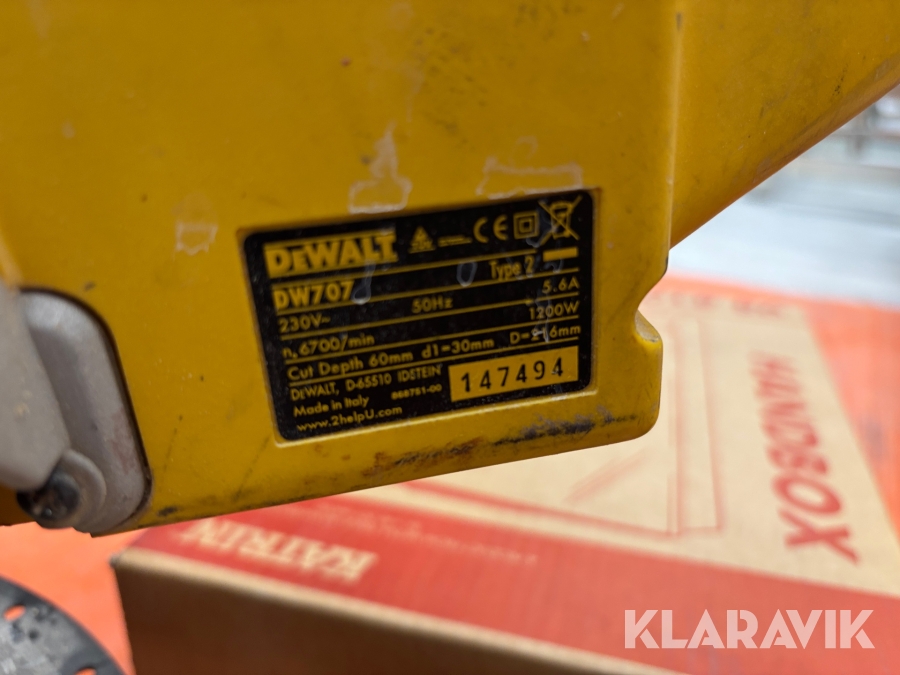 DEWALT CE
DW707 Type 2
230V~ 50Hz 5.6A
n. 6700/min 1200W
Cut Depth 60mm d1=30mm D=216mm
DEWALT, D-65510 IDSTEIN
Made in Italy 147494
www.2helpU.com
HANDBOX
KATRIN
KLARAVIK